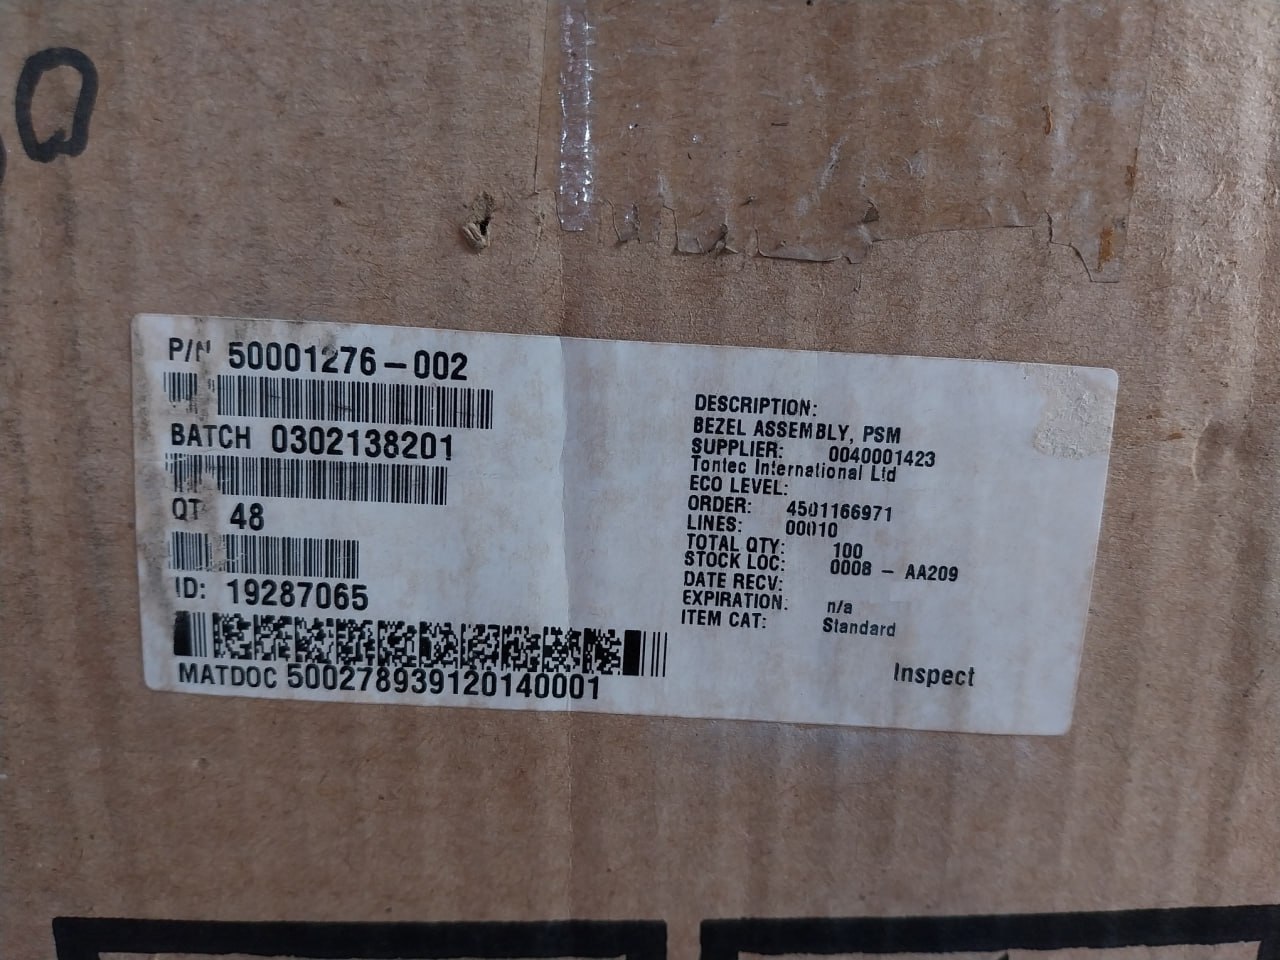 0
P/N 50001276-002
BATCH 0302138201
QT 48
ID: 19287065
MATDOC 500278939120140001
DESCRIPTION:
BEZEL ASSEMBLY, PSM
SUPPLIER: 0040001423
Tontec International Ltd
ECO LEVEL:
ORDER: 4501166971
LINES: 00010
TOTAL QTY: 100
STOCK LOC: 0008 - AA209
DATE RECV:
EXPIRATION: n/a
ITEM CAT: Standard
Inspect